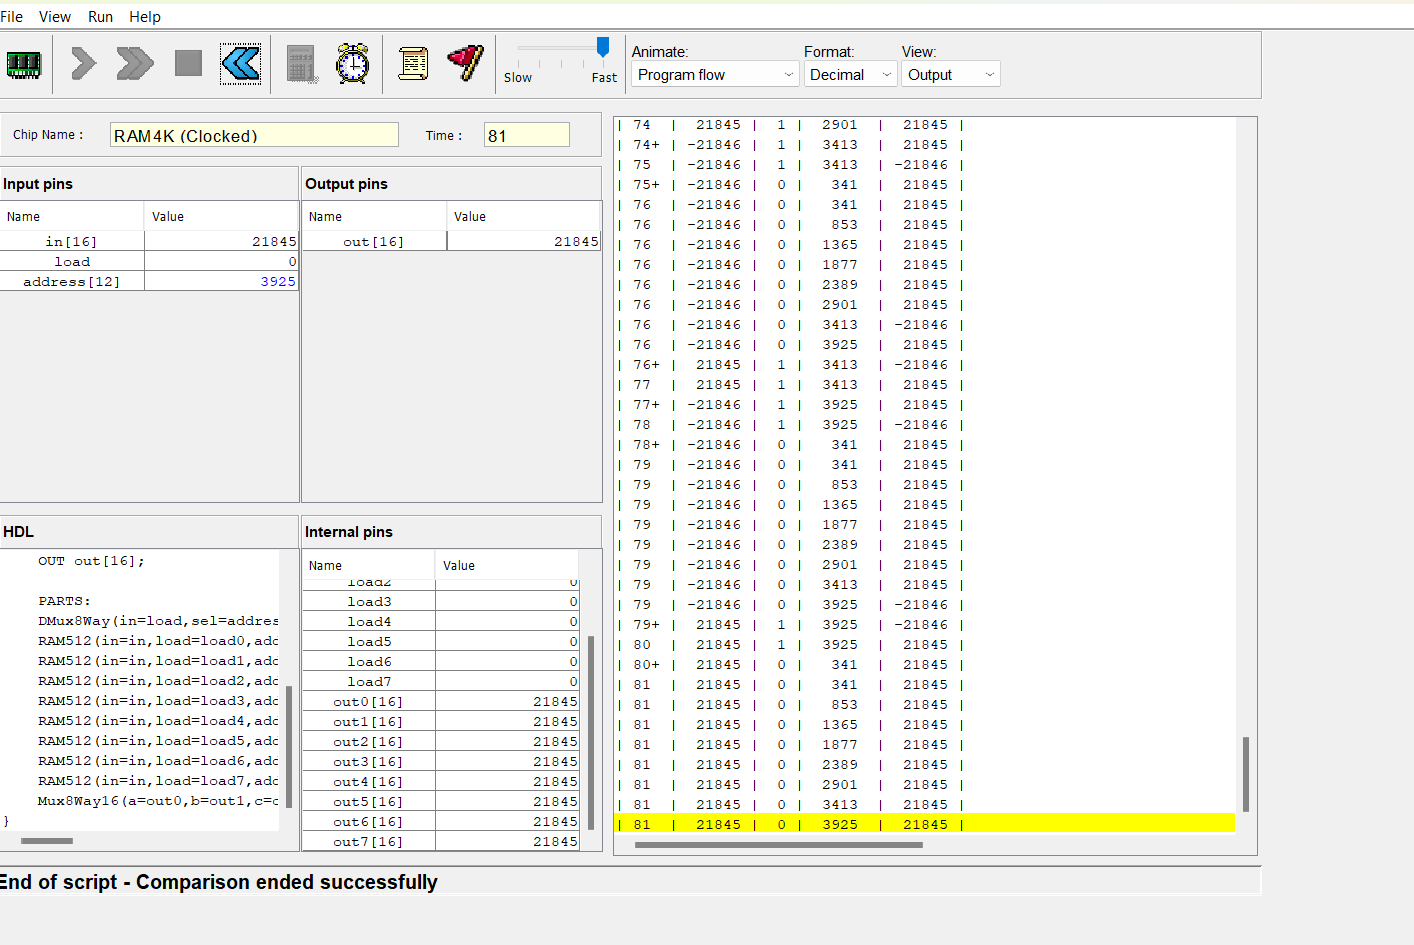 File View Run Help
Animate: Format: View:
Slow Fast Program flow Decimal Output
Chip Name : RAM4K (Clocked) Time : 81
Input pins
Name Value
in[16] 21845
load 0
address[12] 3925
Output pins
Name Value
out[16] 21845
HDL
OUT out[16];
PARTS:
DMux8Way(in=load,sel=addres
RAM512(in=in,load=load0,add
RAM512(in=in,load=load1,add
RAM512(in=in,load=load2,add
RAM512(in=in,load=load3,add
RAM512(in=in,load=load4,add
RAM512(in=in,load=load5,add
RAM512(in=in,load=load6,add
RAM512(in=in,load=load7,add
Mux8Way16(a=out0,b=out1,c=o
}
Internal pins
Name Value
load2 0
load3 0
load4 0
load5 0
load6 0
load7 0
out0[16] 21845
out1[16] 21845
out2[16] 21845
out3[16] 21845
out4[16] 21845
out5[16] 21845
out6[16] 21845
out7[16] 21845
| 74 | 21845 | 1 | 2901 | 21845 |
| 74+ | -21846 | 1 | 3413 | 21845 |
| 75 | -21846 | 1 | 3413 | -21846 |
| 75+ | -21846 | 0 | 341 | 21845 |
| 76 | -21846 | 0 | 341 | 21845 |
| 76 | -21846 | 0 | 853 | 21845 |
| 76 | -21846 | 0 | 1365 | 21845 |
| 76 | -21846 | 0 | 1877 | 21845 |
| 76 | -21846 | 0 | 2389 | 21845 |
| 76 | -21846 | 0 | 2901 | 21845 |
| 76 | -21846 | 0 | 3413 | -21846 |
| 76 | -21846 | 0 | 3925 | 21845 |
| 76+ | 21845 | 1 | 3413 | -21846 |
| 77 | 21845 | 1 | 3413 | 21845 |
| 77+ | -21846 | 1 | 3925 | 21845 |
| 78 | -21846 | 1 | 3925 | -21846 |
| 78+ | -21846 | 0 | 341 | 21845 |
| 79 | -21846 | 0 | 341 | 21845 |
| 79 | -21846 | 0 | 853 | 21845 |
| 79 | -21846 | 0 | 1365 | 21845 |
| 79 | -21846 | 0 | 1877 | 21845 |
| 79 | -21846 | 0 | 2389 | 21845 |
| 79 | -21846 | 0 | 2901 | 21845 |
| 79 | -21846 | 0 | 3413 | 21845 |
| 79 | -21846 | 0 | 3925 | -21846 |
| 79+ | 21845 | 1 | 3925 | -21846 |
| 80 | 21845 | 1 | 3925 | 21845 |
| 80+ | 21845 | 0 | 341 | 21845 |
| 81 | 21845 | 0 | 341 | 21845 |
| 81 | 21845 | 0 | 853 | 21845 |
| 81 | 21845 | 0 | 1365 | 21845 |
| 81 | 21845 | 0 | 1877 | 21845 |
| 81 | 21845 | 0 | 2389 | 21845 |
| 81 | 21845 | 0 | 2901 | 21845 |
| 81 | 21845 | 0 | 3413 | 21845 |
| 81 | 21845 | 0 | 3925 | 21845 |
End of script - Comparison ended successfully